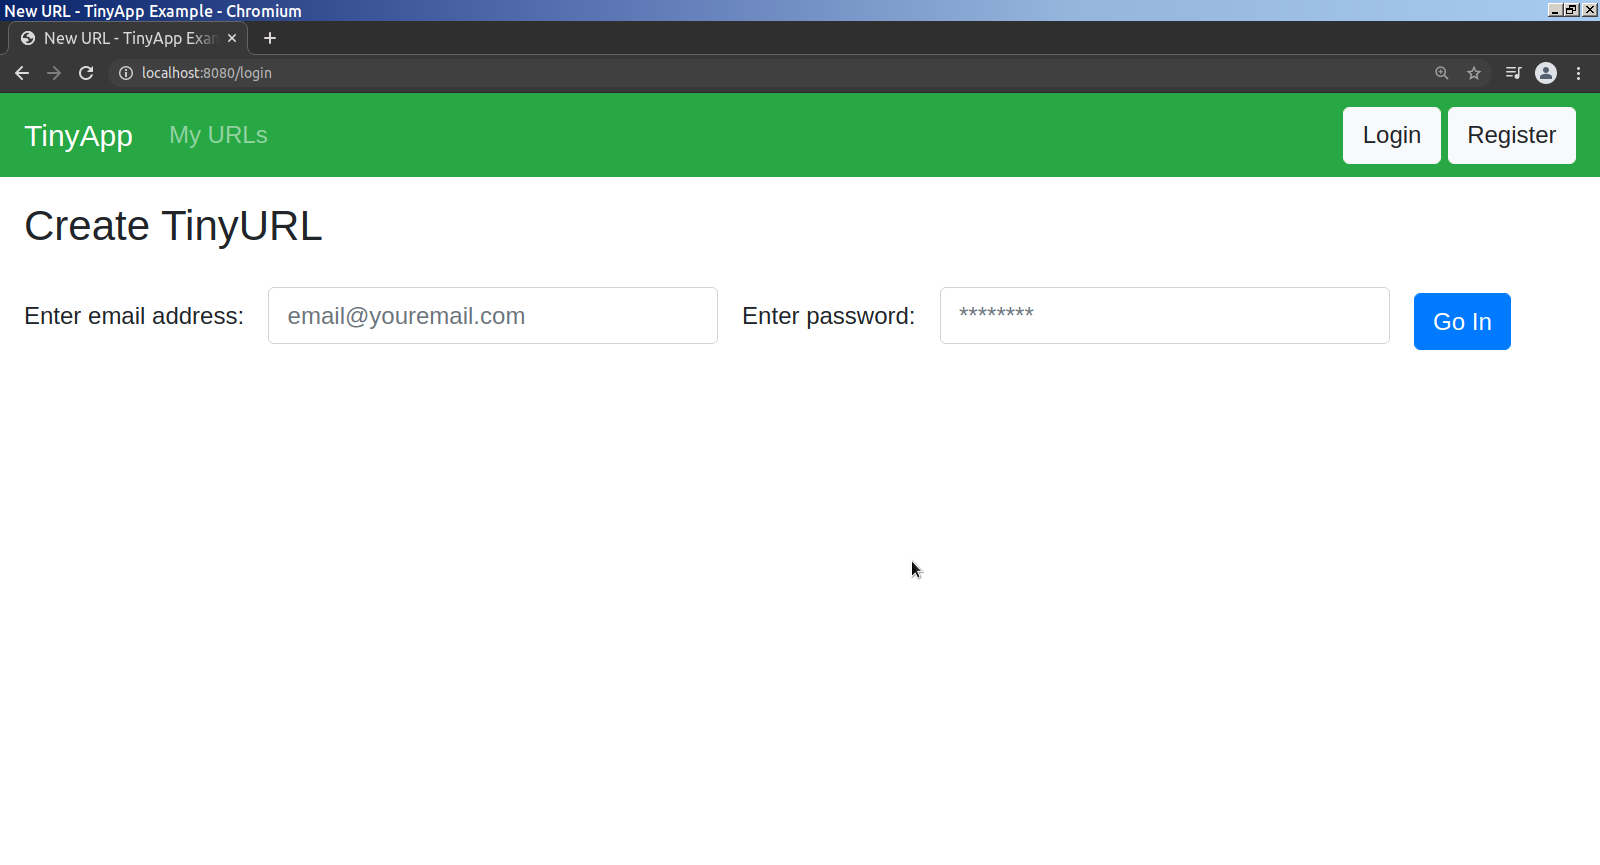 New URL - TinyApp Example - Chromium
New URL - TinyApp Exam
localhost:8080/login
TinyApp My URLs Login Register
Create TinyURL
Enter email address: email@youremail.com Enter password: ******** Go In